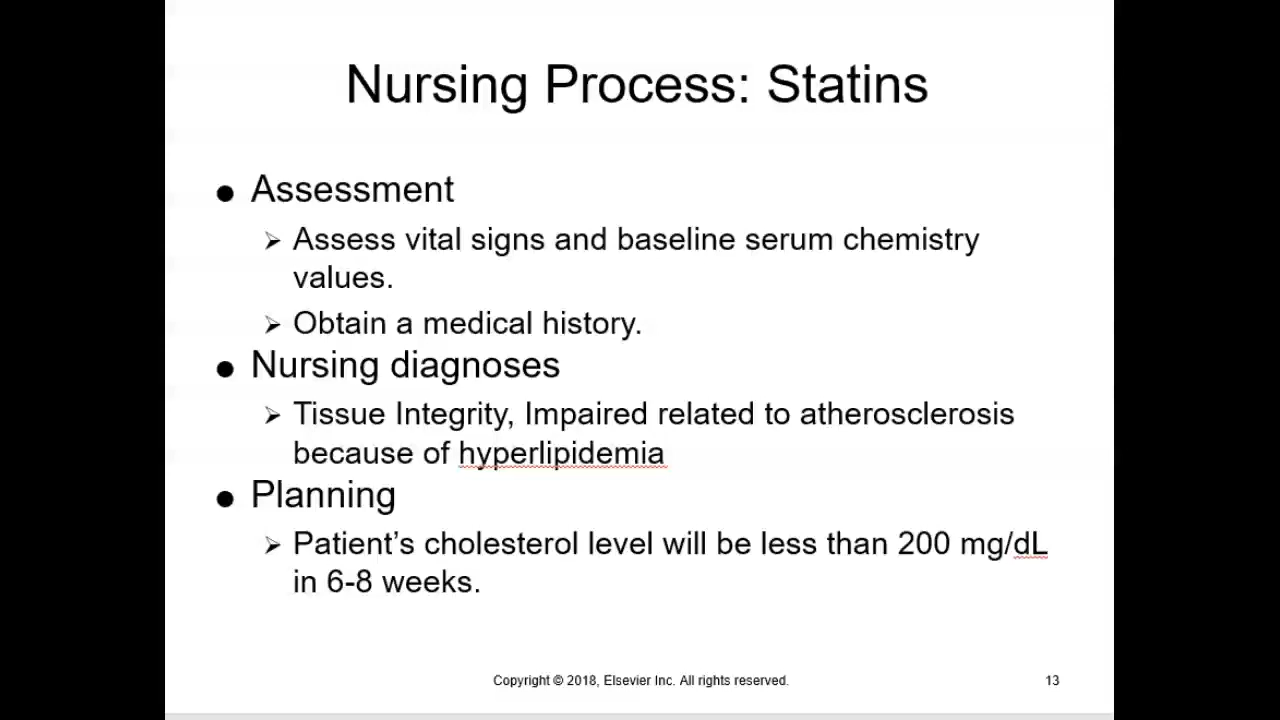 Nursing Process: Statins
● Assessment
➢ Assess vital signs and baseline serum chemistry
values.
➢ Obtain a medical history.
● Nursing diagnoses
➢ Tissue Integrity, Impaired related to atherosclerosis
because of hyperlipidemia
● Planning
➢ Patient’s cholesterol level will be less than 200 mg/dL
in 6-8 weeks.
Copyright © 2018, Elsevier Inc. All rights reserved.
13